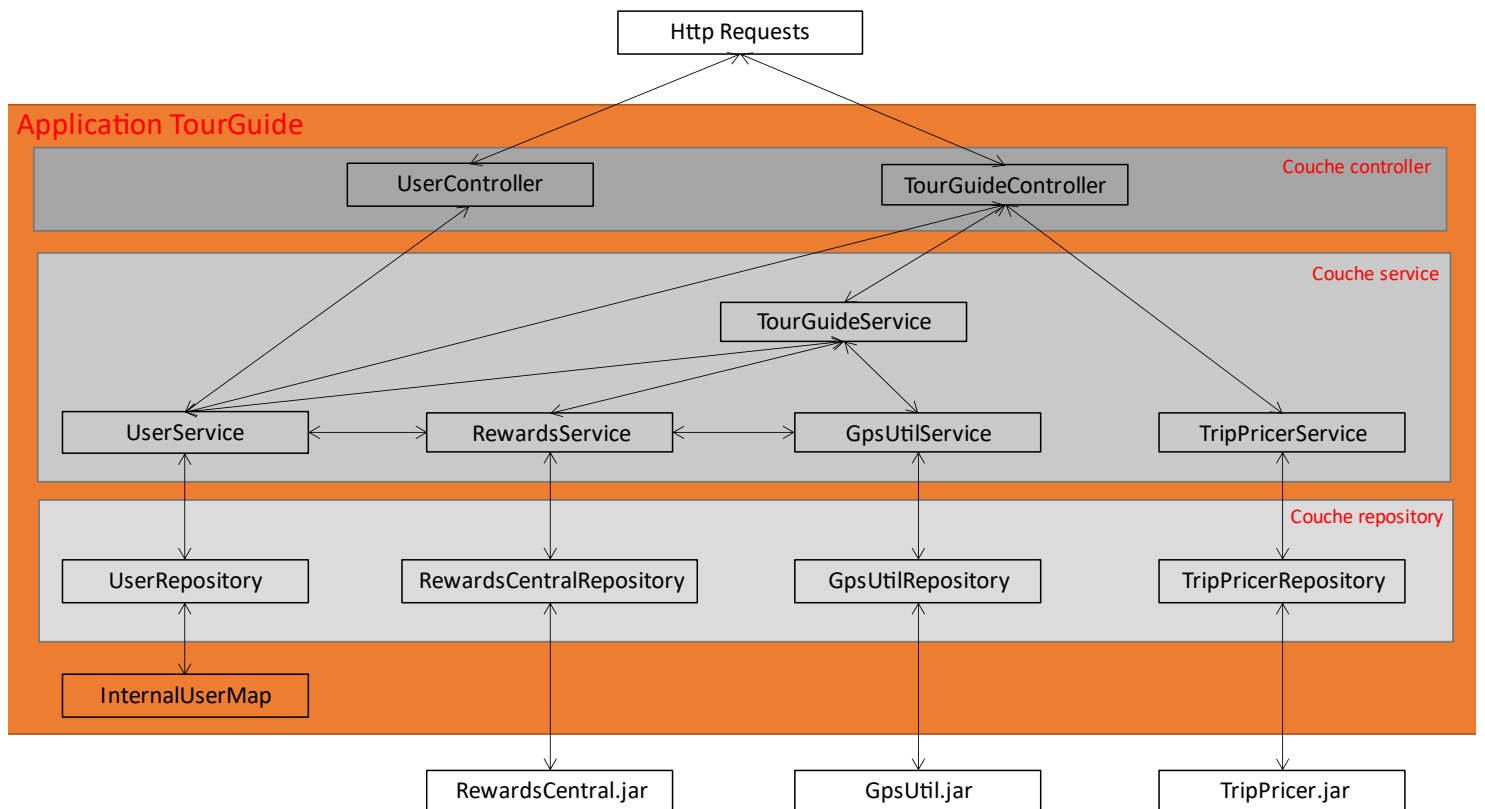 Http Requests
Application TourGuide
Couche controller
UserController
TourGuideController
Couche service
TourGuideService
UserService
RewardsService
GpsUtilService
TripPricerService
Couche repository
UserRepository
RewardsCentralRepository
GpsUtilRepository
TripPricerRepository
InternalUserMap
RewardsCentral.jar
GpsUtil.jar
TripPricer.jar